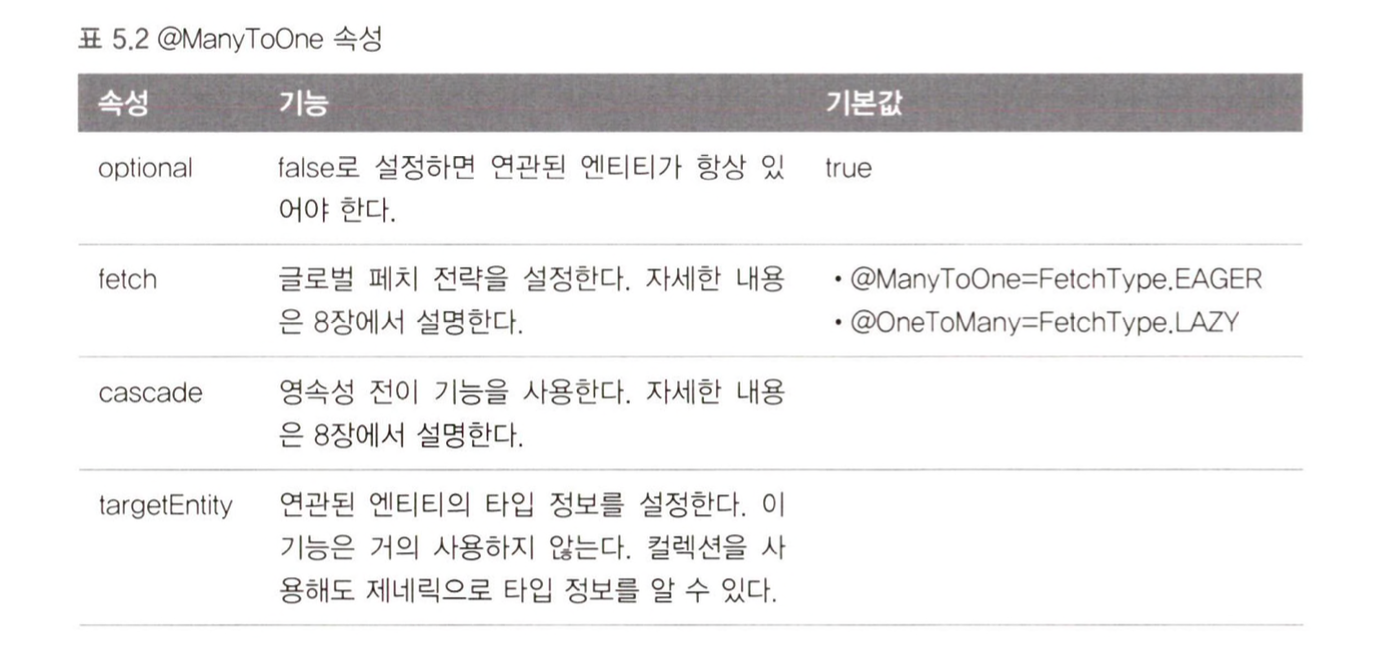 표 5.2 @ManyToOne 속성
속성 기능 기본값
optional false로 설정하면 연관된 엔티티가 항상 있 true
어야 한다.
fetch 글로벌 페치 전략을 설정한다. 자세한 내용 • @ManyToOne=FetchType.EAGER
은 8장에서 설명한다. • @OneToMany=FetchType.LAZY
cascade 영속성 전이 기능을 사용한다. 자세한 내용
은 8장에서 설명한다.
targetEntity 연관된 엔티티의 타입 정보를 설정한다. 이
기능은 거의 사용하지 않는다. 컬렉션을 사
용해도 제네릭으로 타입 정보를 알 수 있다.